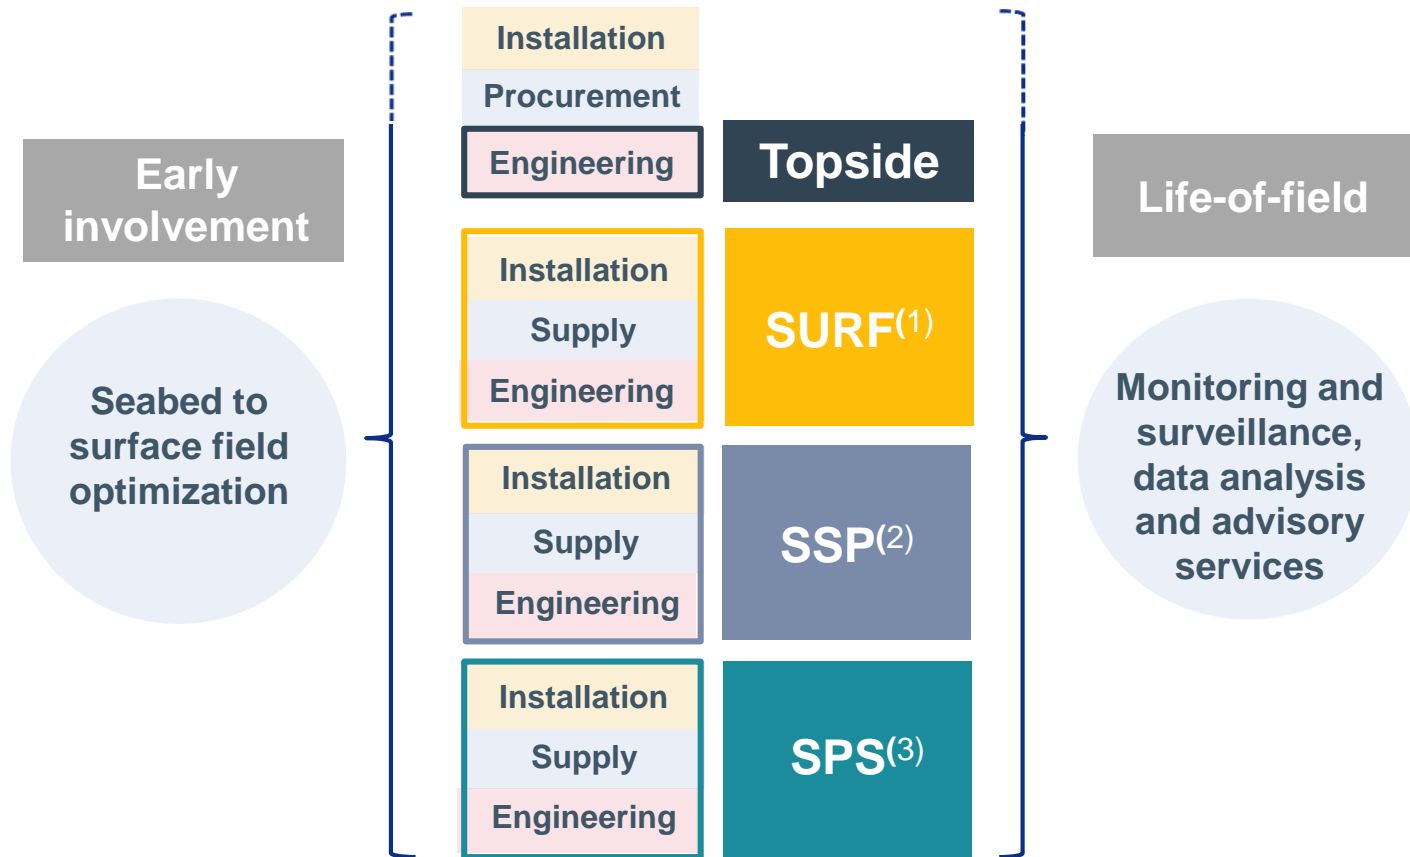 Early
involvement
Seabed to
surface field
optimization
Installation
Procurement
Engineering
Topside
Installation
Supply
Engineering
SURF(1)
Installation
Supply
Engineering
SSP(2)
Installation
Supply
Engineering
SPS(3)
Life-of-field
Monitoring and
surveillance,
data analysis
and advisory
services